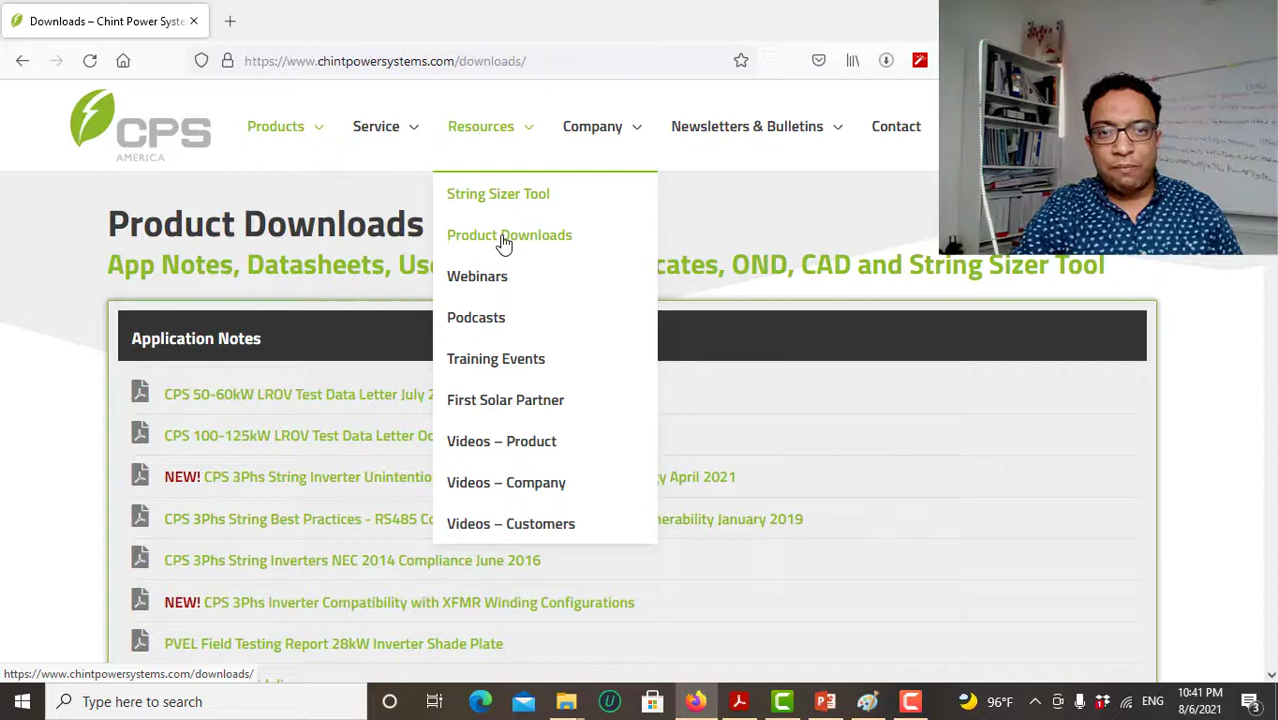 Downloads – Chint Power Syste
https://www.chintpowersystems.com/downloads/
CPS
AMERICA
Products
Service
Resources
Company
Newsletters & Bulletins
Contact
String Sizer Tool
Product Downloads
Webinars
Podcasts
Training Events
First Solar Partner
Videos – Product
Videos – Company
Videos – Customers
Product Downloads
App Notes, Datasheets, Use cates, OND, CAD and String Sizer Tool
Application Notes
CPS 50-60kW LROV Test Data Letter July 2
CPS 100-125kW LROV Test Data Letter Oc
NEW! CPS 3Phs String Inverter Unintention gy April 2021
CPS 3Phs String Best Practices - RS485 Co nerability January 2019
CPS 3Phs String Inverters NEC 2014 Compliance June 2016
NEW! CPS 3Phs Inverter Compatibility with XFMR Winding Configurations
PVEL Field Testing Report 28kW Inverter Shade Plate
https://www.chintpowersystems.com/downloads/
Type here to search
96°F
ENG
10:41 PM
8/6/2021
3